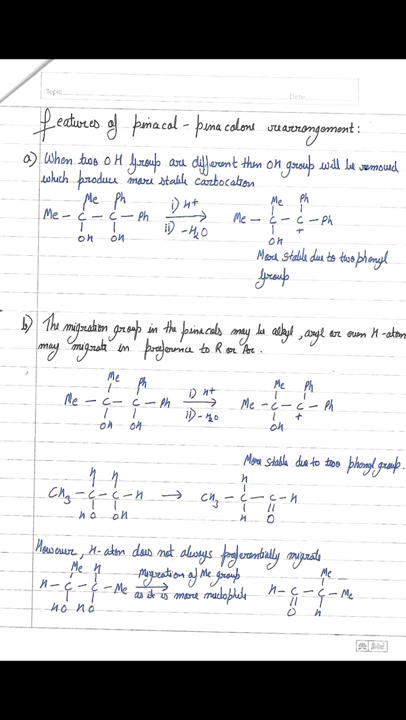 Topic
Date
features of pinacol - pinacolone rearrangement:
a) When two OH group are different then OH group will be removed
which produce more stable carbocation
Me Ph
Me - C - C - Ph i) H+ ii) -H2O
OH OH
Me Ph
Me - C - C - Ph
OH +
More stable due to two phenyl
group
b) The migration group in the pinacols may be alkyl, aryl or even H-atom
may migrate in preference to R or Ar.
Me Ph
Me - C - C - Ph i) H+ ii) -H2O
OH OH
Me Ph
Me - C - C - Ph
OH +
More stable due to two phenyl group.
H H
CH3 - C - C - H →
HO OH
H
CH3 - C - C - H
H O
However, H-atom does not always preferentially migrate
Me H
H - C - C - Me
HO HO
Migration of Me group
as it is more nucleophile
Me
H - C - C - Me
O H